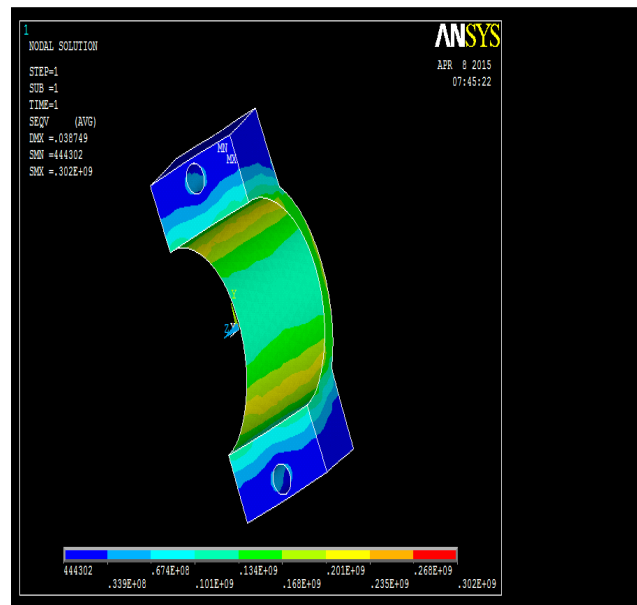 1
NODAL SOLUTION
ANSYS
APR 8 2015
07:45:22
STEP=1
SUB =1
TIME=1
SEQV (AVG)
DMX =.038749
SMN =444302
SMX =.302E+09
MN
MX
Y
Z
444302 .674E+08 .134E+09 .201E+09 .268E+09
.339E+08 .101E+09 .168E+09 .235E+09 .302E+09